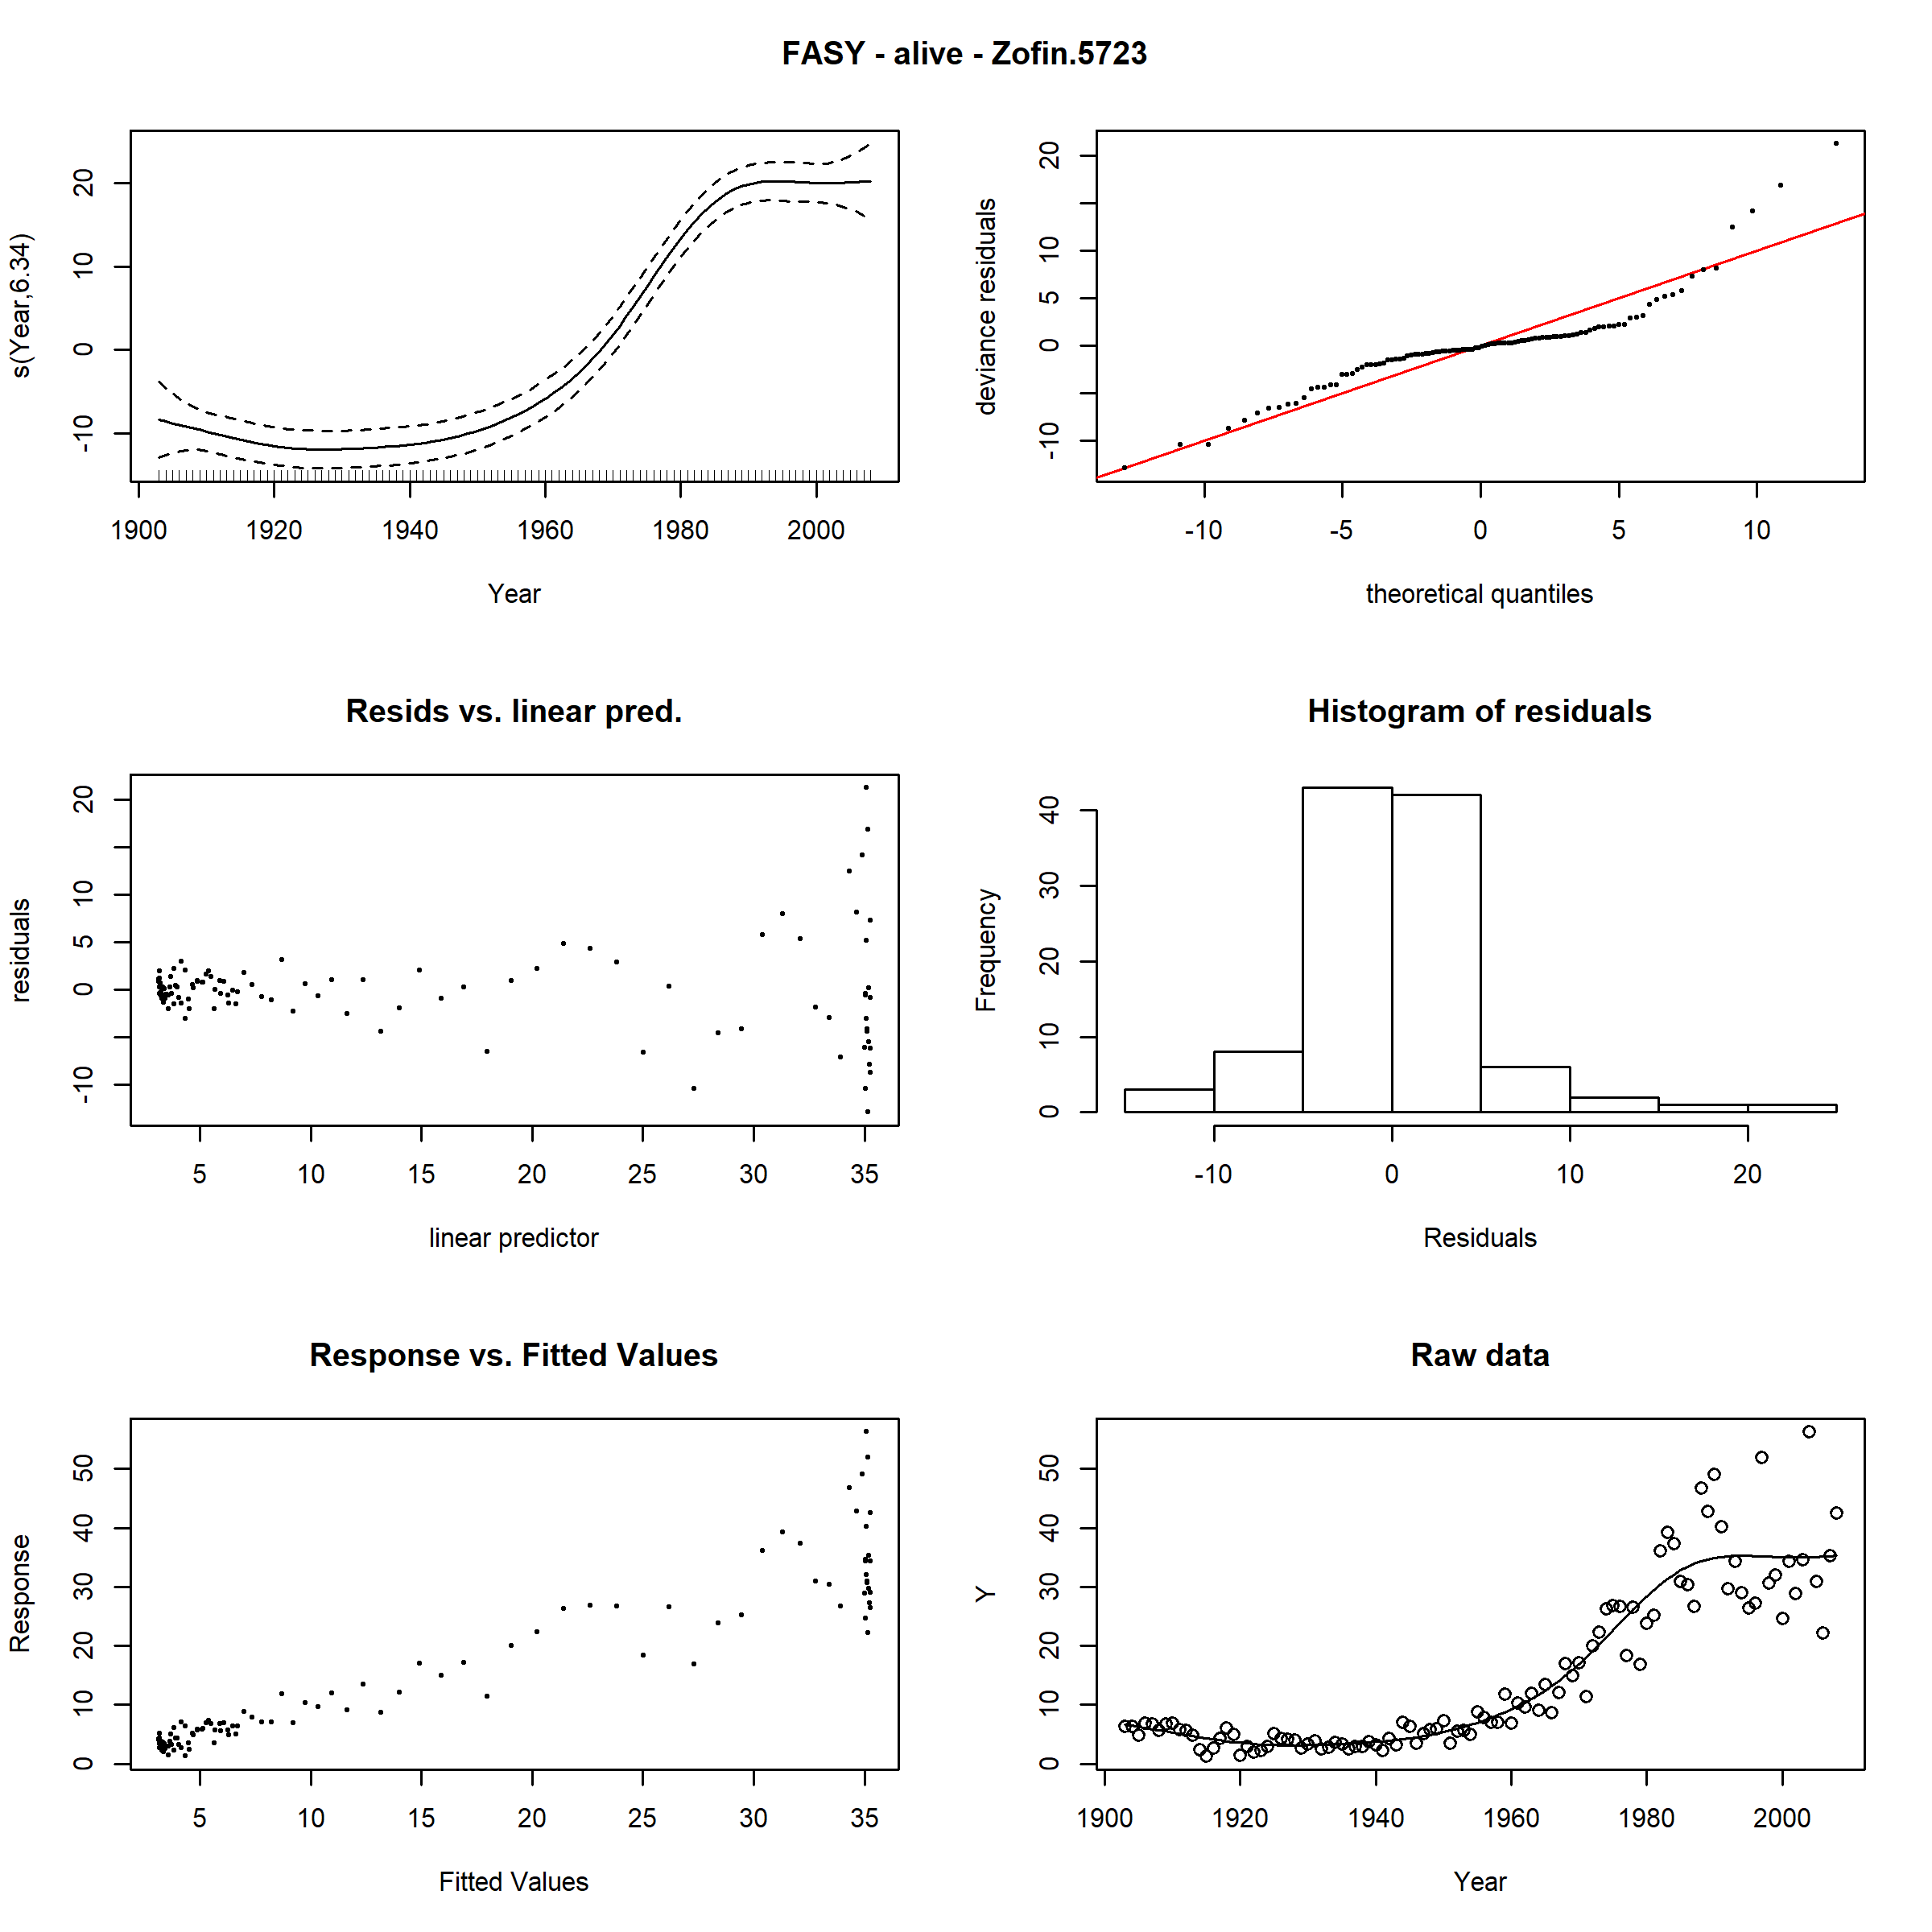 FASY - alive - Zofin.5723
s(Year,6.34)
-10 0 10 20
1900 1920 1940 1960 1980 2000
Year
deviance residuals
-10 0 5 10 20
-10 -5 0 5 10
theoretical quantiles
Resids vs. linear pred.
residuals
-10 0 5 10 20
5 10 15 20 25 30 35
linear predictor
Histogram of residuals
Frequency
0 10 20 30 40
-10 0 10 20
Residuals
Response vs. Fitted Values
Response
0 10 20 30 40 50
5 10 15 20 25 30 35
Fitted Values
Raw data
Y
0 10 20 30 40 50
1900 1920 1940 1960 1980 2000
Year